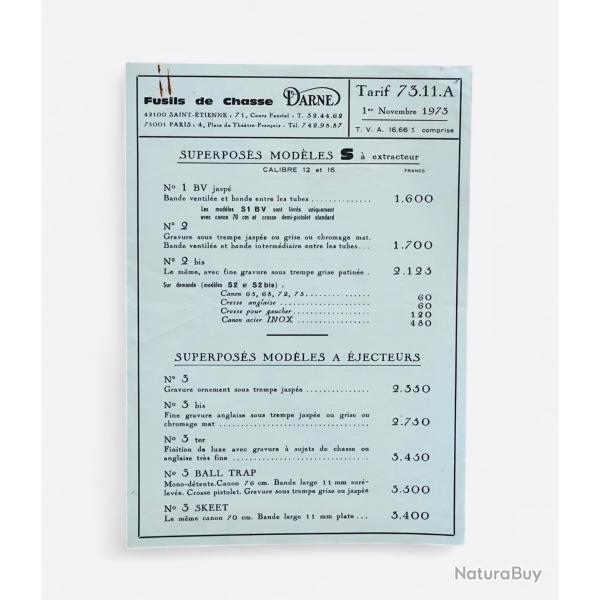 Fusils de Chasse DARNE
42100 SAINT-ÉTIENNE : 71, Cours Fauriel - T. 32.44.62
75001 PARIS : 4, Place du Théâtre-Français - Tél. 742.98.87
Tarif 73.11.A
1er Novembre 1973
T. V. A. 16,66 % comprise
SUPERPOSÉS MODÈLES S à extracteur
CALIBRE 12 et 16
FRANCS
No 1 BV jaspé
Bande ventilée et bande entre les tubes .............. 1.600
Les modèles S1 BV sont livrés uniquement
avec canon 70 cm et crosse demi-pistolet standard
N° 2
Gravure sous trempe jaspée ou grise ou chromage mat.
Bande ventilée et bande intermédiaire entre les tubes... 1.700
No 2 bis
Le même, avec fine gravure sous trempe grise patinée . 2.125
Sur demande (modèles S2 et S2 bis) :
Canon 65, 68, 72, 75................ 60
Crosse anglaise ..................... 60
Crosse pour gaucher................. 120
Canon acier INOX .................. 480
SUPERPOSÉS MODÈLES A ÉJECTEURS
N° 3
Gravure ornement sous trempe jaspée ............... 2.350
No 3 bis
Fine gravure anglaise sous trempe jaspée ou grise ou
chromage mat ..................................... 2.750
No 3 ter
Finition de luxe avec gravure à sujets de chasse ou
anglaise très fine .................................. 3.450
No 3 BALL TRAP
Mono-détente. Canon 76 cm. Bande large 11 mm suré-
levée. Crosse pistolet. Gravure sous trempe grise ou jaspée 3.500
No 3 SKEET
Le même canon 70 cm. Bande large 11 mm plate ... 3.400
NaturaBuy